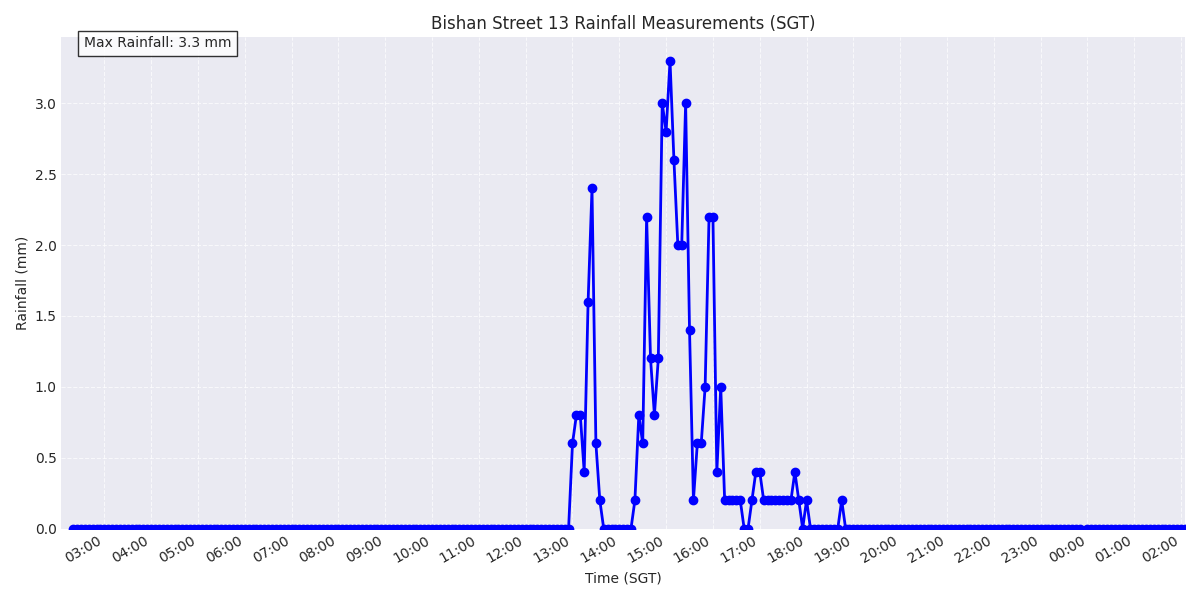 Bishan Street 13 Rainfall Measurements (SGT)
Max Rainfall: 3.3 mm
Rainfall (mm)
3.0
2.5
2.0
1.5
1.0
0.5
0.0
03:00 04:00 05:00 06:00 07:00 08:00 09:00 10:00 11:00 12:00 13:00 14:00 15:00 16:00 17:00 18:00 19:00 20:00 21:00 22:00 23:00 00:00 01:00 02:00
Time (SGT)